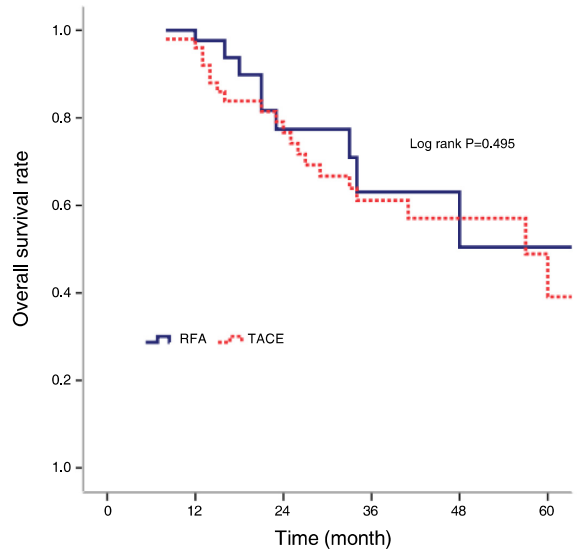 Overall survival rate
1.0
0.8
0.6
0.4
0.2
1.0
Log rank P=0.495
RFA TACE
0 12 24 36 48 60
Time (month)